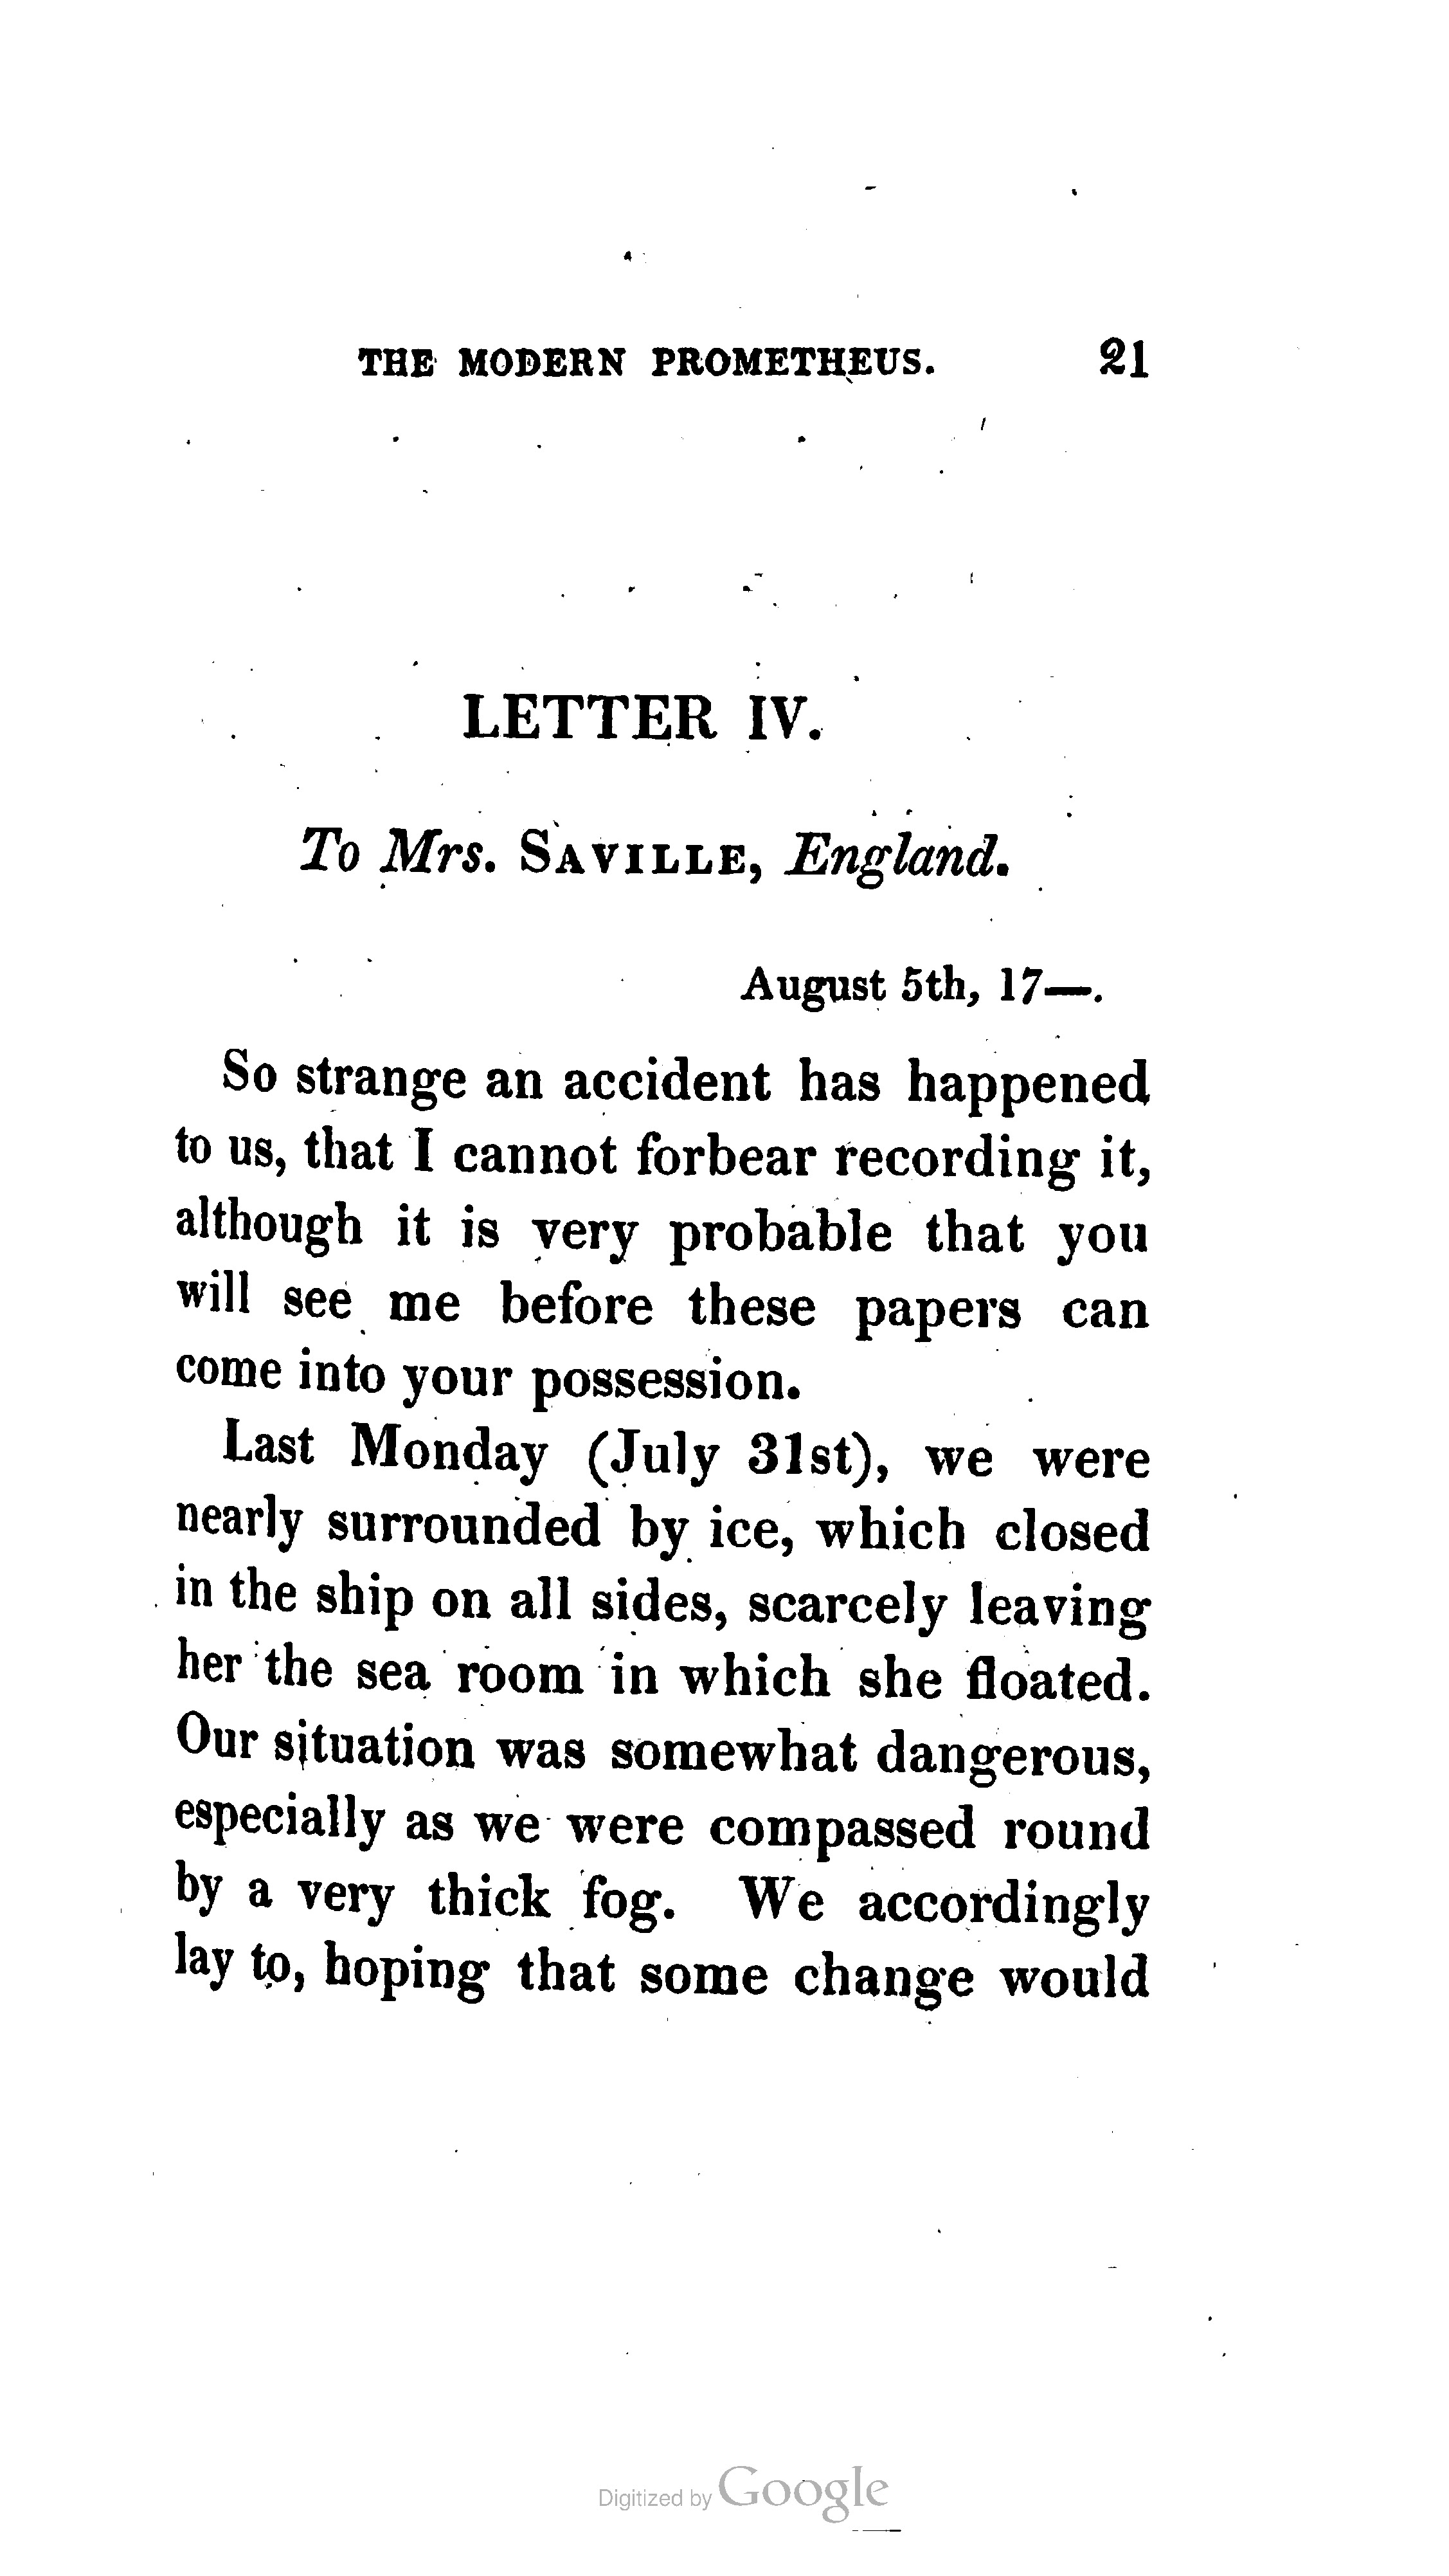 THE MODERN PROMETHEUS. 21
LETTER IV.
To Mrs. SAVILLE, England.
August 5th, 17—.
So strange an accident has happened
to us, that I cannot forbear recording it,
although it is very probable that you
will see me before these papers can
come into your possession.
Last Monday (July 31st), we were
nearly surrounded by ice, which closed
in the ship on all sides, scarcely leaving
her the sea room in which she floated.
Our situation was somewhat dangerous,
especially as we were compassed round
by a very thick fog. We accordingly
lay to, hoping that some change would
Digitized by Google